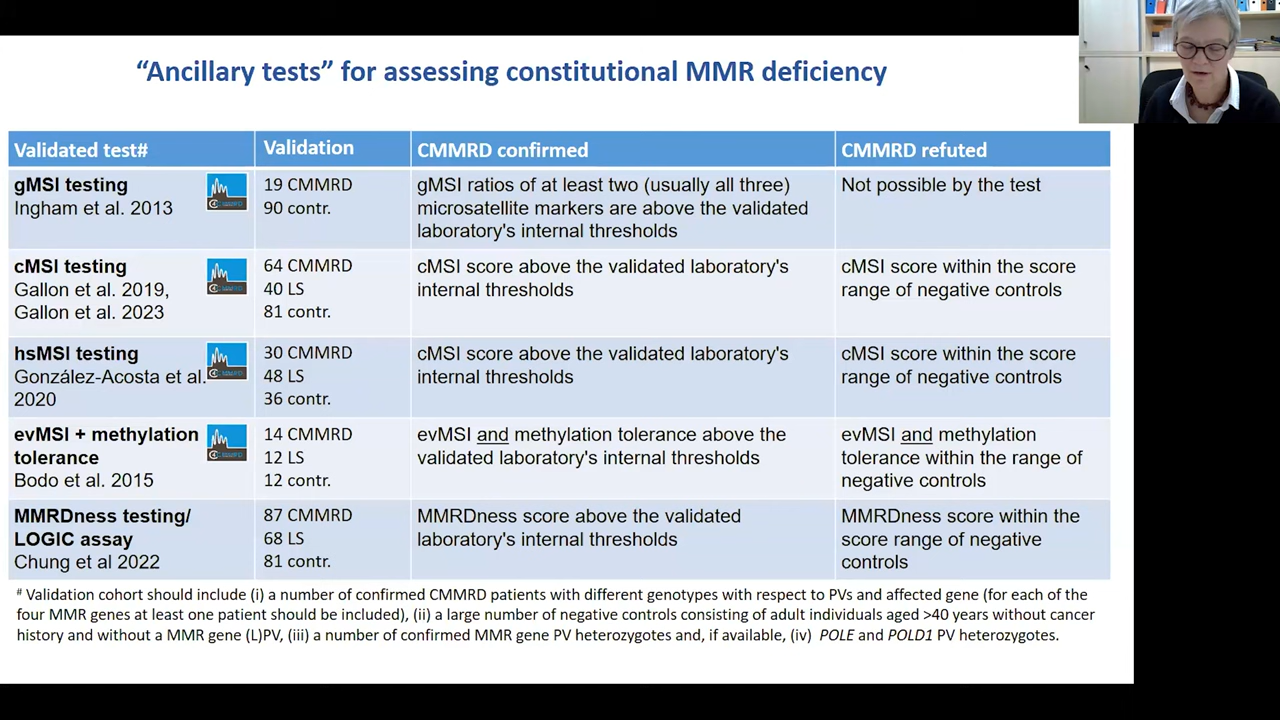 “Ancillary tests” for assessing constitutional MMR deficiency
Validated test#
Validation
CMMRD confirmed
CMMRD refuted
gMSI testing
Ingham et al. 2013
19 CMMRD
90 contr.
gMSI ratios of at least two (usually all three)
microsatellite markers are above the validated
laboratory's internal thresholds
Not possible by the test
cMSI testing
Gallon et al. 2019,
Gallon et al. 2023
64 CMMRD
40 LS
81 contr.
cMSI score above the validated laboratory's
internal thresholds
cMSI score within the score
range of negative controls
hsMSI testing
González-Acosta et al.
2020
30 CMMRD
48 LS
36 contr.
cMSI score above the validated laboratory's
internal thresholds
cMSI score within the score
range of negative controls
evMSI + methylation
tolerance
Bodo et al. 2015
14 CMMRD
12 LS
12 contr.
evMSI and methylation tolerance above the
validated laboratory's internal thresholds
evMSI and methylation
tolerance within the range of
negative controls
MMRDness testing/
LOGIC assay
Chung et al 2022
87 CMMRD
68 LS
81 contr.
MMRDness score above the validated
laboratory's internal thresholds
MMRDness score within the
score range of negative
controls
# Validation cohort should include (i) a number of confirmed CMMRD patients with different genotypes with respect to PVs and affected gene (for each of the
four MMR genes at least one patient should be included), (ii) a large number of negative controls consisting of adult individuals aged >40 years without cancer
history and without a MMR gene (L)PV, (iii) a number of confirmed MMR gene PV heterozygotes and, if available, (iv) POLE and POLD1 PV heterozygotes.